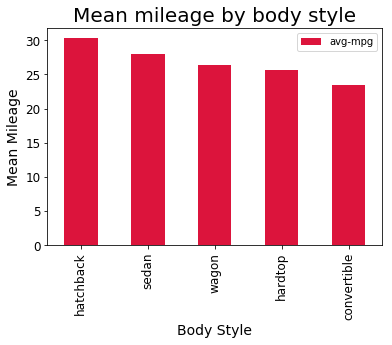 Mean mileage by body style
avg-mpg
Mean Mileage
30
25
20
15
10
5
0
hatchback
sedan
wagon
hardtop
convertible
Body Style